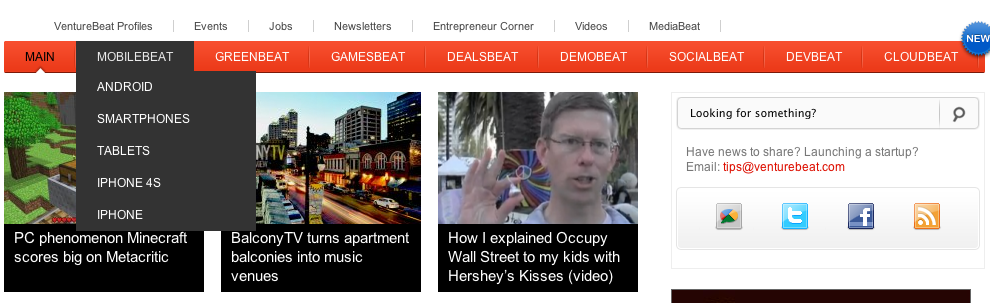 VentureBeat Profiles Events Jobs Newsletters Entrepreneur Corner Videos MediaBeat
NEW
MAIN MOBILEBEAT GREENBEAT GAMESBEAT DEALSBEAT DEMOBEAT SOCIALBEAT DEVBEAT CLOUDBEAT
ANDROID
SMARTPHONES
TABLETS
IPHONE 4S
IPHONE
PC phenomenon Minecraft
scores big on Metacritic
BalconyTV turns apartment
balconies into music
venues
How I explained Occupy
Wall Street to my kids with
Hershey's Kisses (video)
Looking for something?
Have news to share? Launching a startup?
Email: tips@venturebeat.com